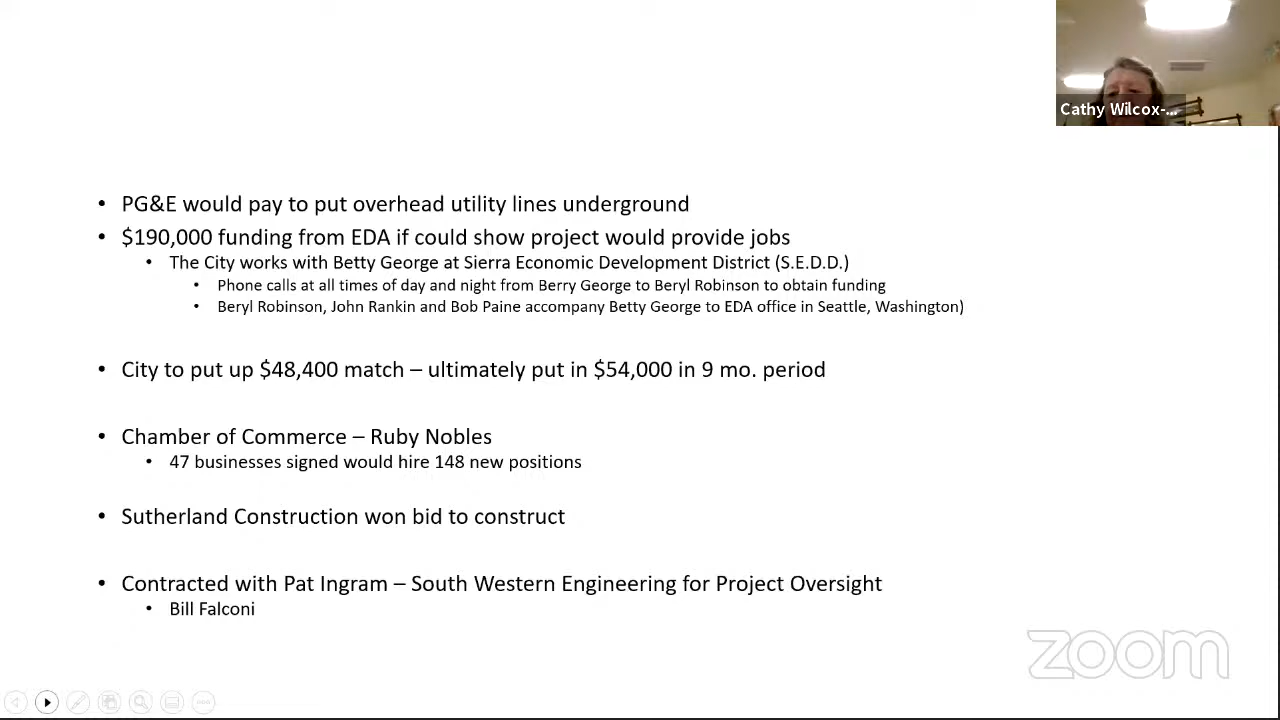 Cathy Wilcox-...
• PG&E would pay to put overhead utility lines underground
• $190,000 funding from EDA if could show project would provide jobs
• The City works with Betty George at Sierra Economic Development District (S.E.D.D.)
• Phone calls at all times of day and night from Berry George to Beryl Robinson to obtain funding
• Beryl Robinson, John Rankin and Bob Paine accompany Betty George to EDA office in Seattle, Washington)
• City to put up $48,400 match – ultimately put in $54,000 in 9 mo. period
• Chamber of Commerce – Ruby Nobles
• 47 businesses signed would hire 148 new positions
• Sutherland Construction won bid to construct
• Contracted with Pat Ingram – South Western Engineering for Project Oversight
• Bill Falconi
zoom